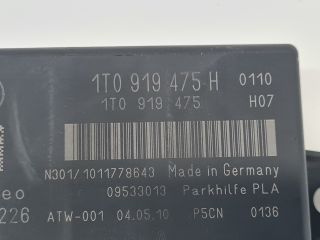 1T0 919 475 H 0110
1T0 919 475 H07
N301/1011778643 Made in Germany
09533013 Parkhilfe PLA
eo
226 ATW-001 04.05.10 P5CN 0136